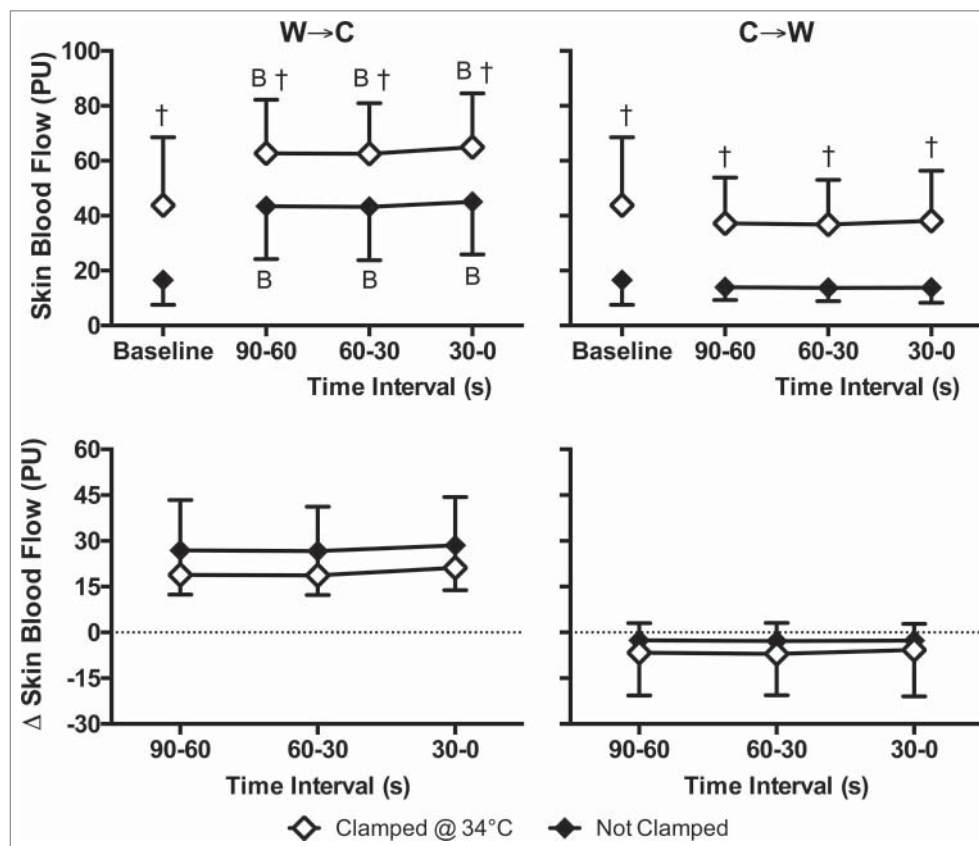 W→C
C→W
Skin Blood Flow (PU)
100
80
60
40
20
0
†
B †
B †
B †
B
B
B
Baseline
90-60
60-30
30-0
Time Interval (s)
†
†
†
†
Baseline
90-60
60-30
30-0
Time Interval (s)
Δ Skin Blood Flow (PU)
60
45
30
15
0
-15
-30
90-60
60-30
30-0
Time Interval (s)
90-60
60-30
30-0
Time Interval (s)
Clamped @ 34°C
Not Clamped